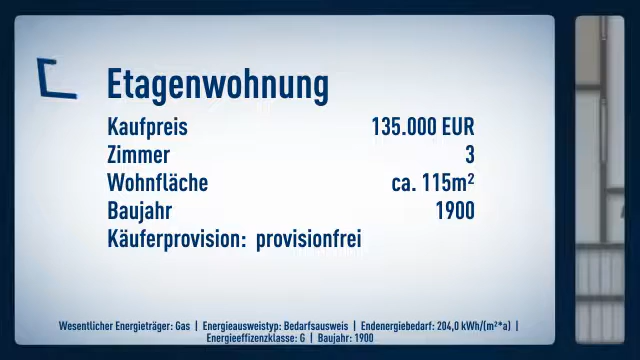 Etagenwohnung
Kaufpreis 135.000 EUR
Zimmer 3
Wohnfläche ca. 115m²
Baujahr 1900
Käuferprovision: provisionfrei
Wesentlicher Energieträger: Gas | Energieausweistyp: Bedarfsausweis | Endenergiebedarf: 204,0 kWh/(m²*a) |
Energieeffizenzklasse: G | Baujahr: 1900